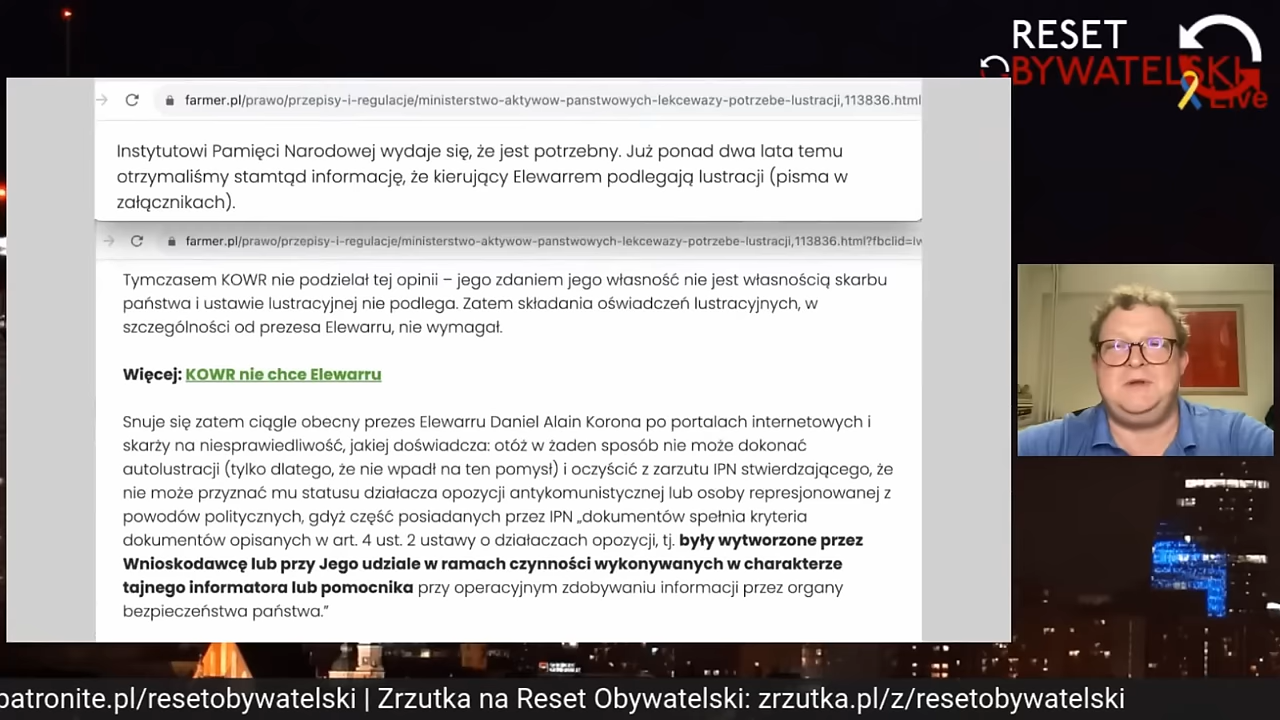 RESET
OBYWATELSKI
Live
farmer.pl/prawo/przepisy-i-regulacje/ministerstwo-aktywow-panstwowych-lekcewazy-potrzebe-lustracji,113836.html
Instytutowi Pamięci Narodowej wydaje się, że jest potrzebny. Już ponad dwa lata temu
otrzymaliśmy stamtąd informację, że kierujący Elewarrem podlegają lustracji (pisma w
załącznikach).
farmer.pl/prawo/przepisy-i-regulacje/ministerstwo-aktywow-panstwowych-lekcewazy-potrzebe-lustracji,113836.html?fbclid=Iw
Tymczasem KOWR nie podzielał tej opinii – jego zdaniem jego własność nie jest własnością skarbu
państwa i ustawie lustracyjnej nie podlega. Zatem składania oświadczeń lustracyjnych, w
szczególności od prezesa Elewarru, nie wymagał.
Więcej: KOWR nie chce Elewarru
Snuje się zatem ciągle obecny prezes Elewarru Daniel Alain Korona po portalach internetowych i
skarży na niesprawiedliwość, jakiej doświadcza: otóż w żaden sposób nie może dokonać
autolustracji (tylko dlatego, że nie wpadł na ten pomysł) i oczyścić z zarzutu IPN stwierdzającego, że
nie może przyznać mu statusu działacza opozycji antykomunistycznej lub osoby represjonowanej z
powodów politycznych, gdyż część posiadanych przez IPN „dokumentów spełnia kryteria
dokumentów opisanych w art. 4 ust. 2 ustawy o działaczach opozycji, tj. były wytworzone przez
Wnioskodawcę lub przy Jego udziale w ramach czynności wykonywanych w charakterze
tajnego informatora lub pomocnika przy operacyjnym zdobywaniu informacji przez organy
bezpieczeństwa państwa.”
patronite.pl/resetobywatelski | Zrzutka na Reset Obywatelski: zrzutka.pl/z/resetobywatelski